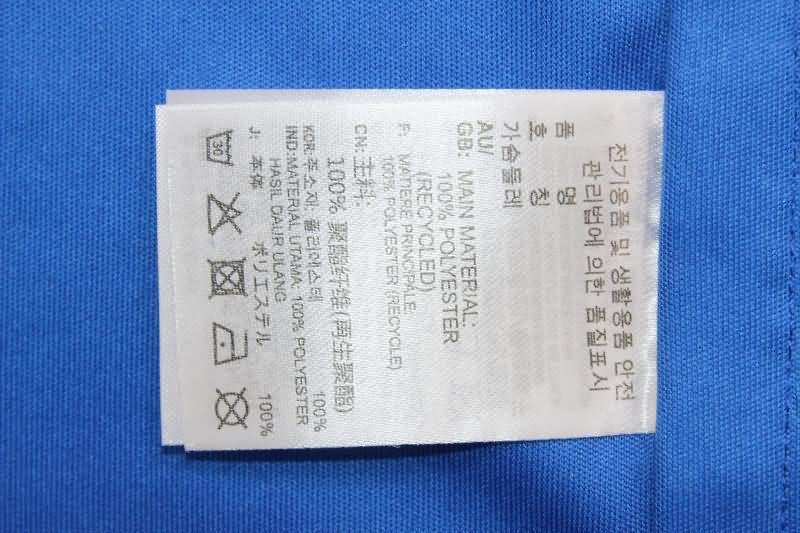 전기용품 및 생활용품 안전
관리법에 의한 품질표시
품 명
호 칭
가슴둘레
AU/
GB: MAIN MATERIAL:
100% POLYESTER
(RECYCLED)
F: MATIERE PRINCIPALE
100% POLYESTER (RECYCLE)
CN: 主料:
100% 聚酯纤维(再生聚酯)
KOR: 주소재: 폴리에스테 100%
IND: MATERIAL UTAMA: 100% POLYESTER
HASIL DAUR ULANG
J: 本体 ポリエステル 100%
30